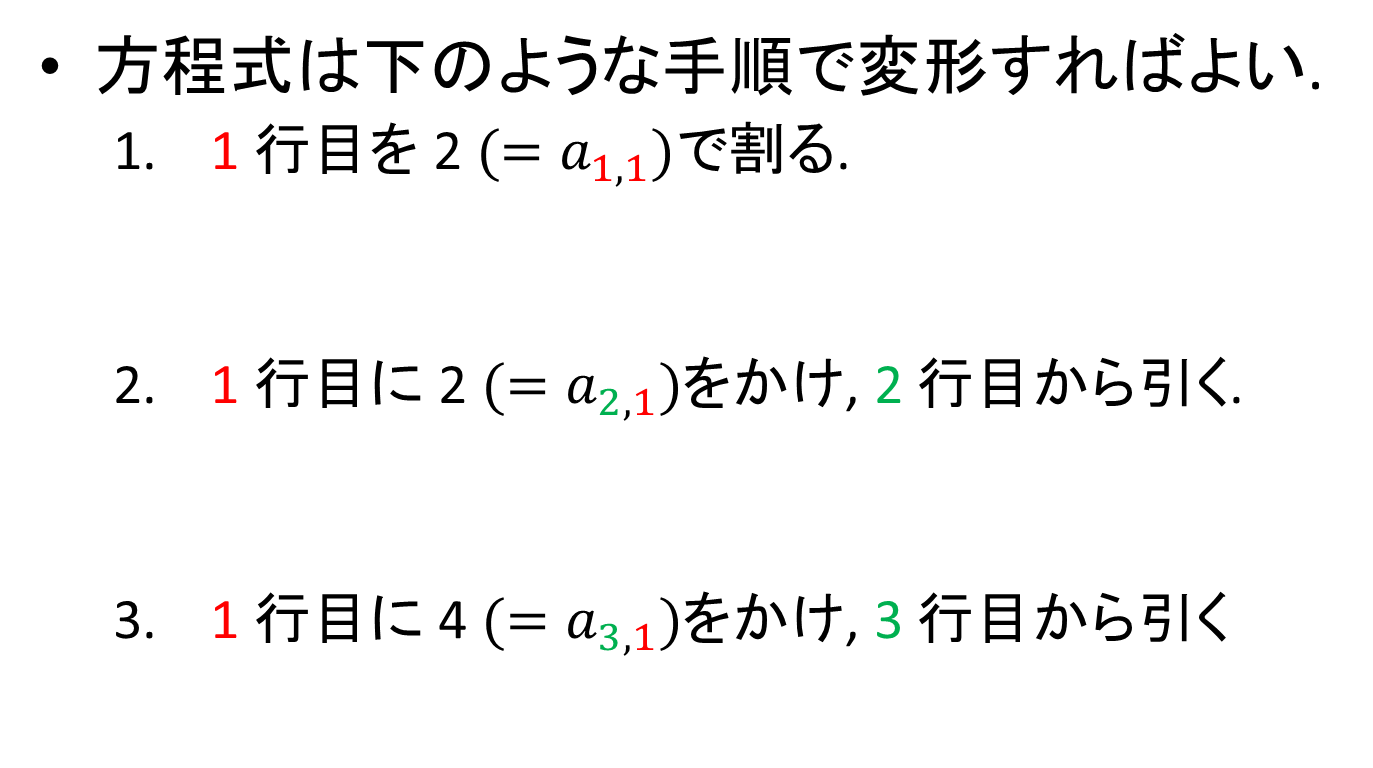 • 方程式は下のような手順で変形すればよい.
1. 1 行目を 2 (= a1,1)で割る.
2. 1 行目に 2 (= a2,1)をかけ, 2 行目から引く.
3. 1 行目に 4 (= a3,1)をかけ, 3 行目から引く